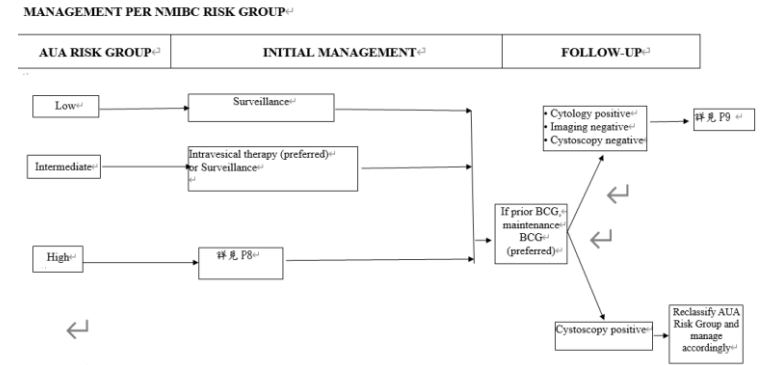 MANAGEMENT PER NMIBC RISK GROUP
AUA RISK GROUP
INITIAL MANAGEMENT
FOLLOW-UP
Low
Surveillance
• Cytology positive
• Imaging negative
• Cystoscopy negative
詳見 P9
Intermediate
Intravesical therapy (preferred)
or Surveillance
If prior BCG,
maintenance
BCG
(preferred)
High
詳見 P8
Cystoscopy positive
Reclassify AUA
Risk Group and
manage
accordingly